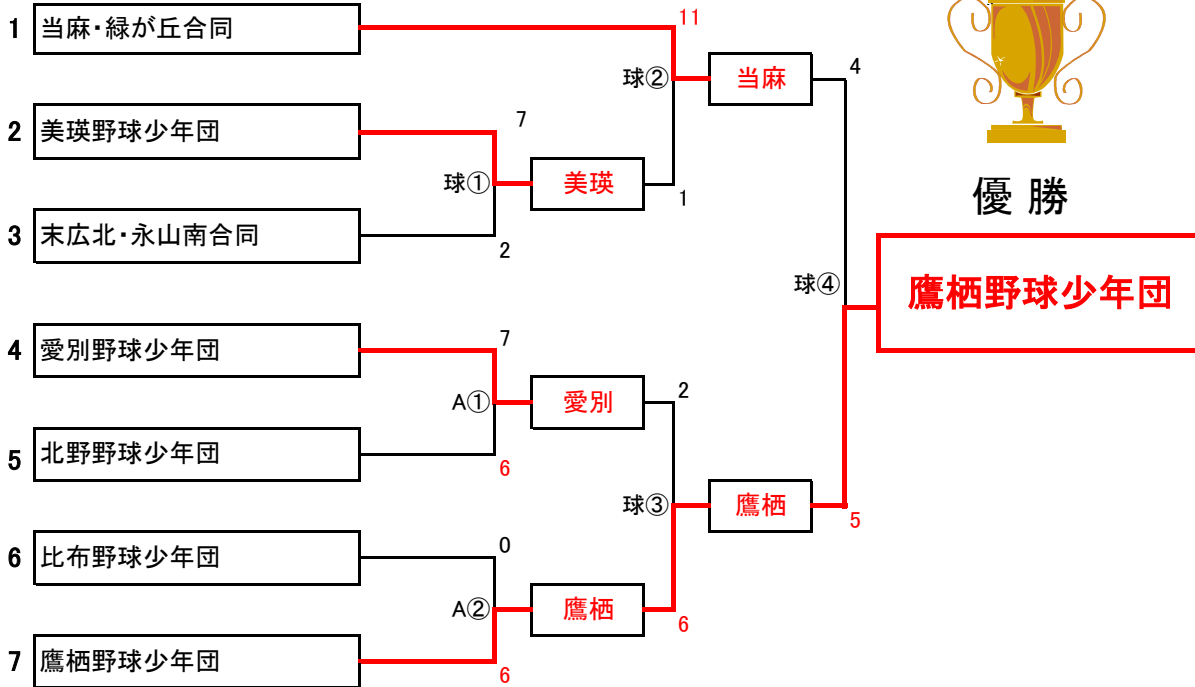 1 当麻・緑が丘合同
11
球②
当麻
4
2 美瑛野球少年団
7
球①
美瑛
1
3 末広北・永山南合同
2
優 勝
球④
鷹栖野球少年団
4 愛別野球少年団
7
A①
愛別
2
5 北野野球少年団
6
球③
鷹栖
5
6 比布野球少年団
0
A②
鷹栖
6
7 鷹栖野球少年団
6